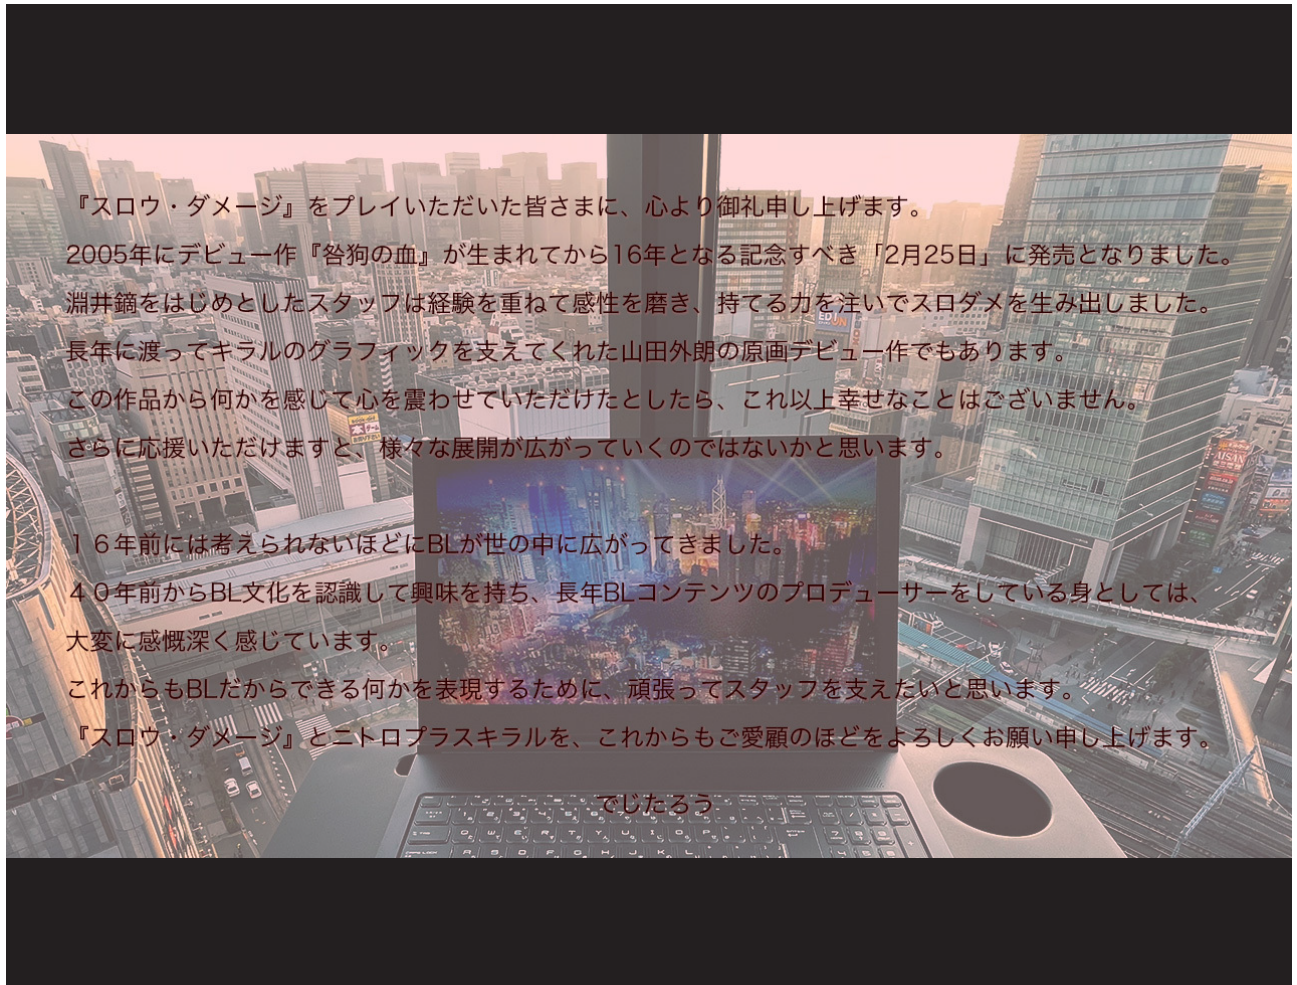 『スロウ・ダメージ』をプレイいただいた皆さまに、心より御礼申し上げます。
2005年にデビュー作『咎狗の血』が生まれてから16年となる記念すべき「2月25日」に発売となりました。
淵井鏑をはじめとしたスタッフは経験を重ねて感性を磨き、持てる力を注いでスロダメを生み出しました。
長年に渡ってキラルのグラフィックを支えてくれた山田外朗の原画デビュー作でもあります。
この作品から何かを感じて心を震わせていただけたとしたら、これ以上幸せなことはございません。
さらに応援いただけますと、様々な展開が広がっていくのではないかと思います。
１６年前には考えられないほどにBLが世の中に広がってきました。
４０年前からBL文化を認識して興味を持ち、長年BLコンテンツのプロデューサーをしている身としては、
大変に感慨深く感じています。
これからもBLだからできる何かを表現するために、頑張ってスタッフを支えたいと思います。
『スロウ・ダメージ』とニトロプラスキラルを、これからもご愛顧のほどをよろしくお願い申し上げます。
でじたろう